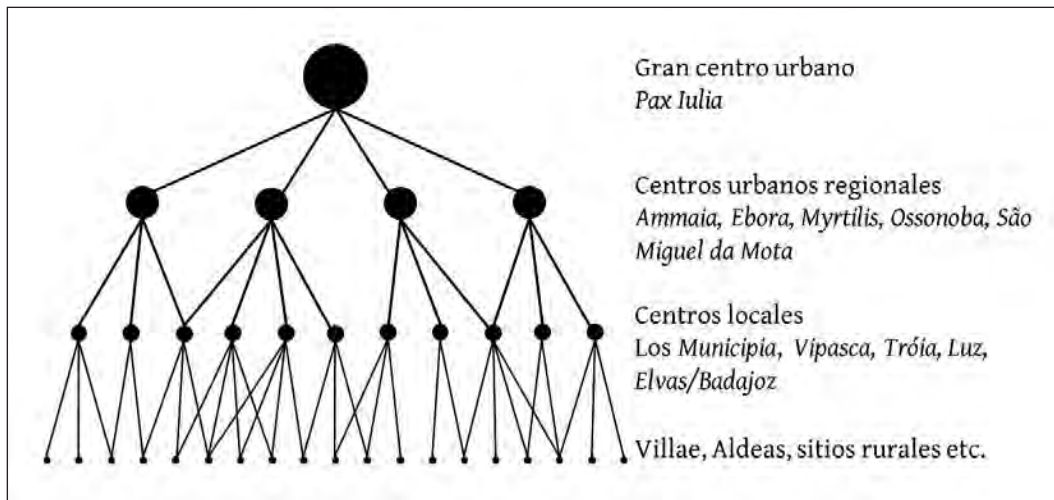 Gran centro urbano
Pax Iulia
Centros urbanos regionales
Ammaia, Ebora, Myrtilis, Ossonoba, São
Miguel da Mota
Centros locales
Los Municipia, Vipasca, Tróia, Luz,
Elvas/Badajoz
Villae, Aldeas, sitios rurales etc.